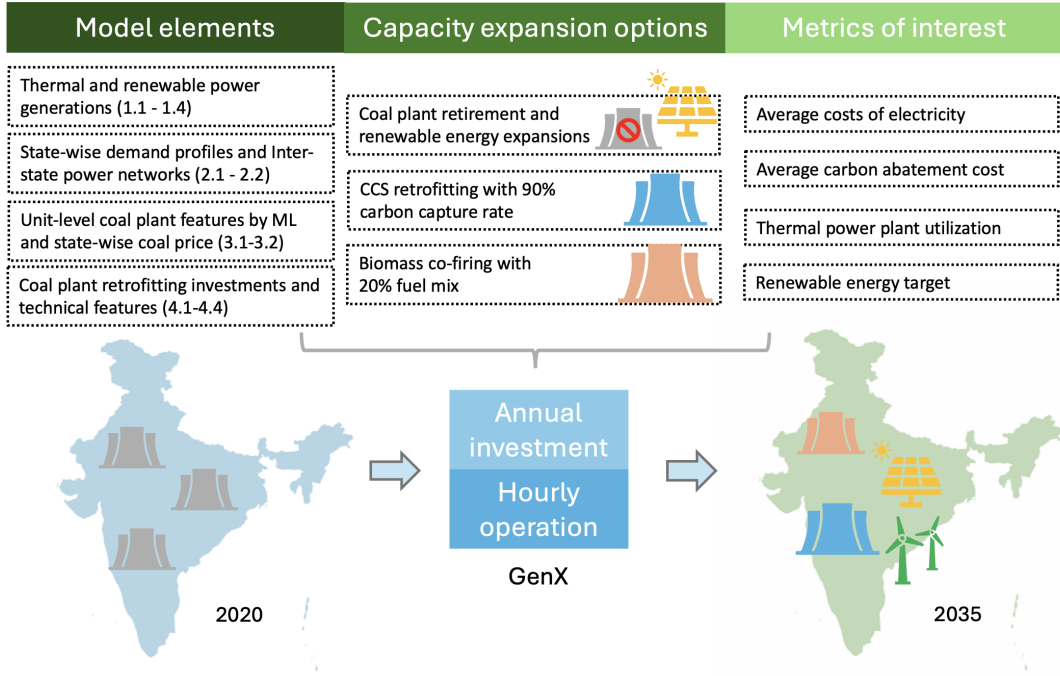 Model elements
Capacity expansion options
Metrics of interest
Thermal and renewable power
generations (1.1 - 1.4)
State-wise demand profiles and Inter-
state power networks (2.1 - 2.2)
Unit-level coal plant features by ML
and state-wise coal price (3.1-3.2)
Coal plant retrofitting investments and
technical features (4.1-4.4)
Coal plant retirement and
renewable energy expansions
CCS retrofitting with 90%
carbon capture rate
Biomass co-firing with
20% fuel mix
Average costs of electricity
Average carbon abatement cost
Thermal power plant utilization
Renewable energy target
2020
Annual
investment
Hourly
operation
GenX
2035